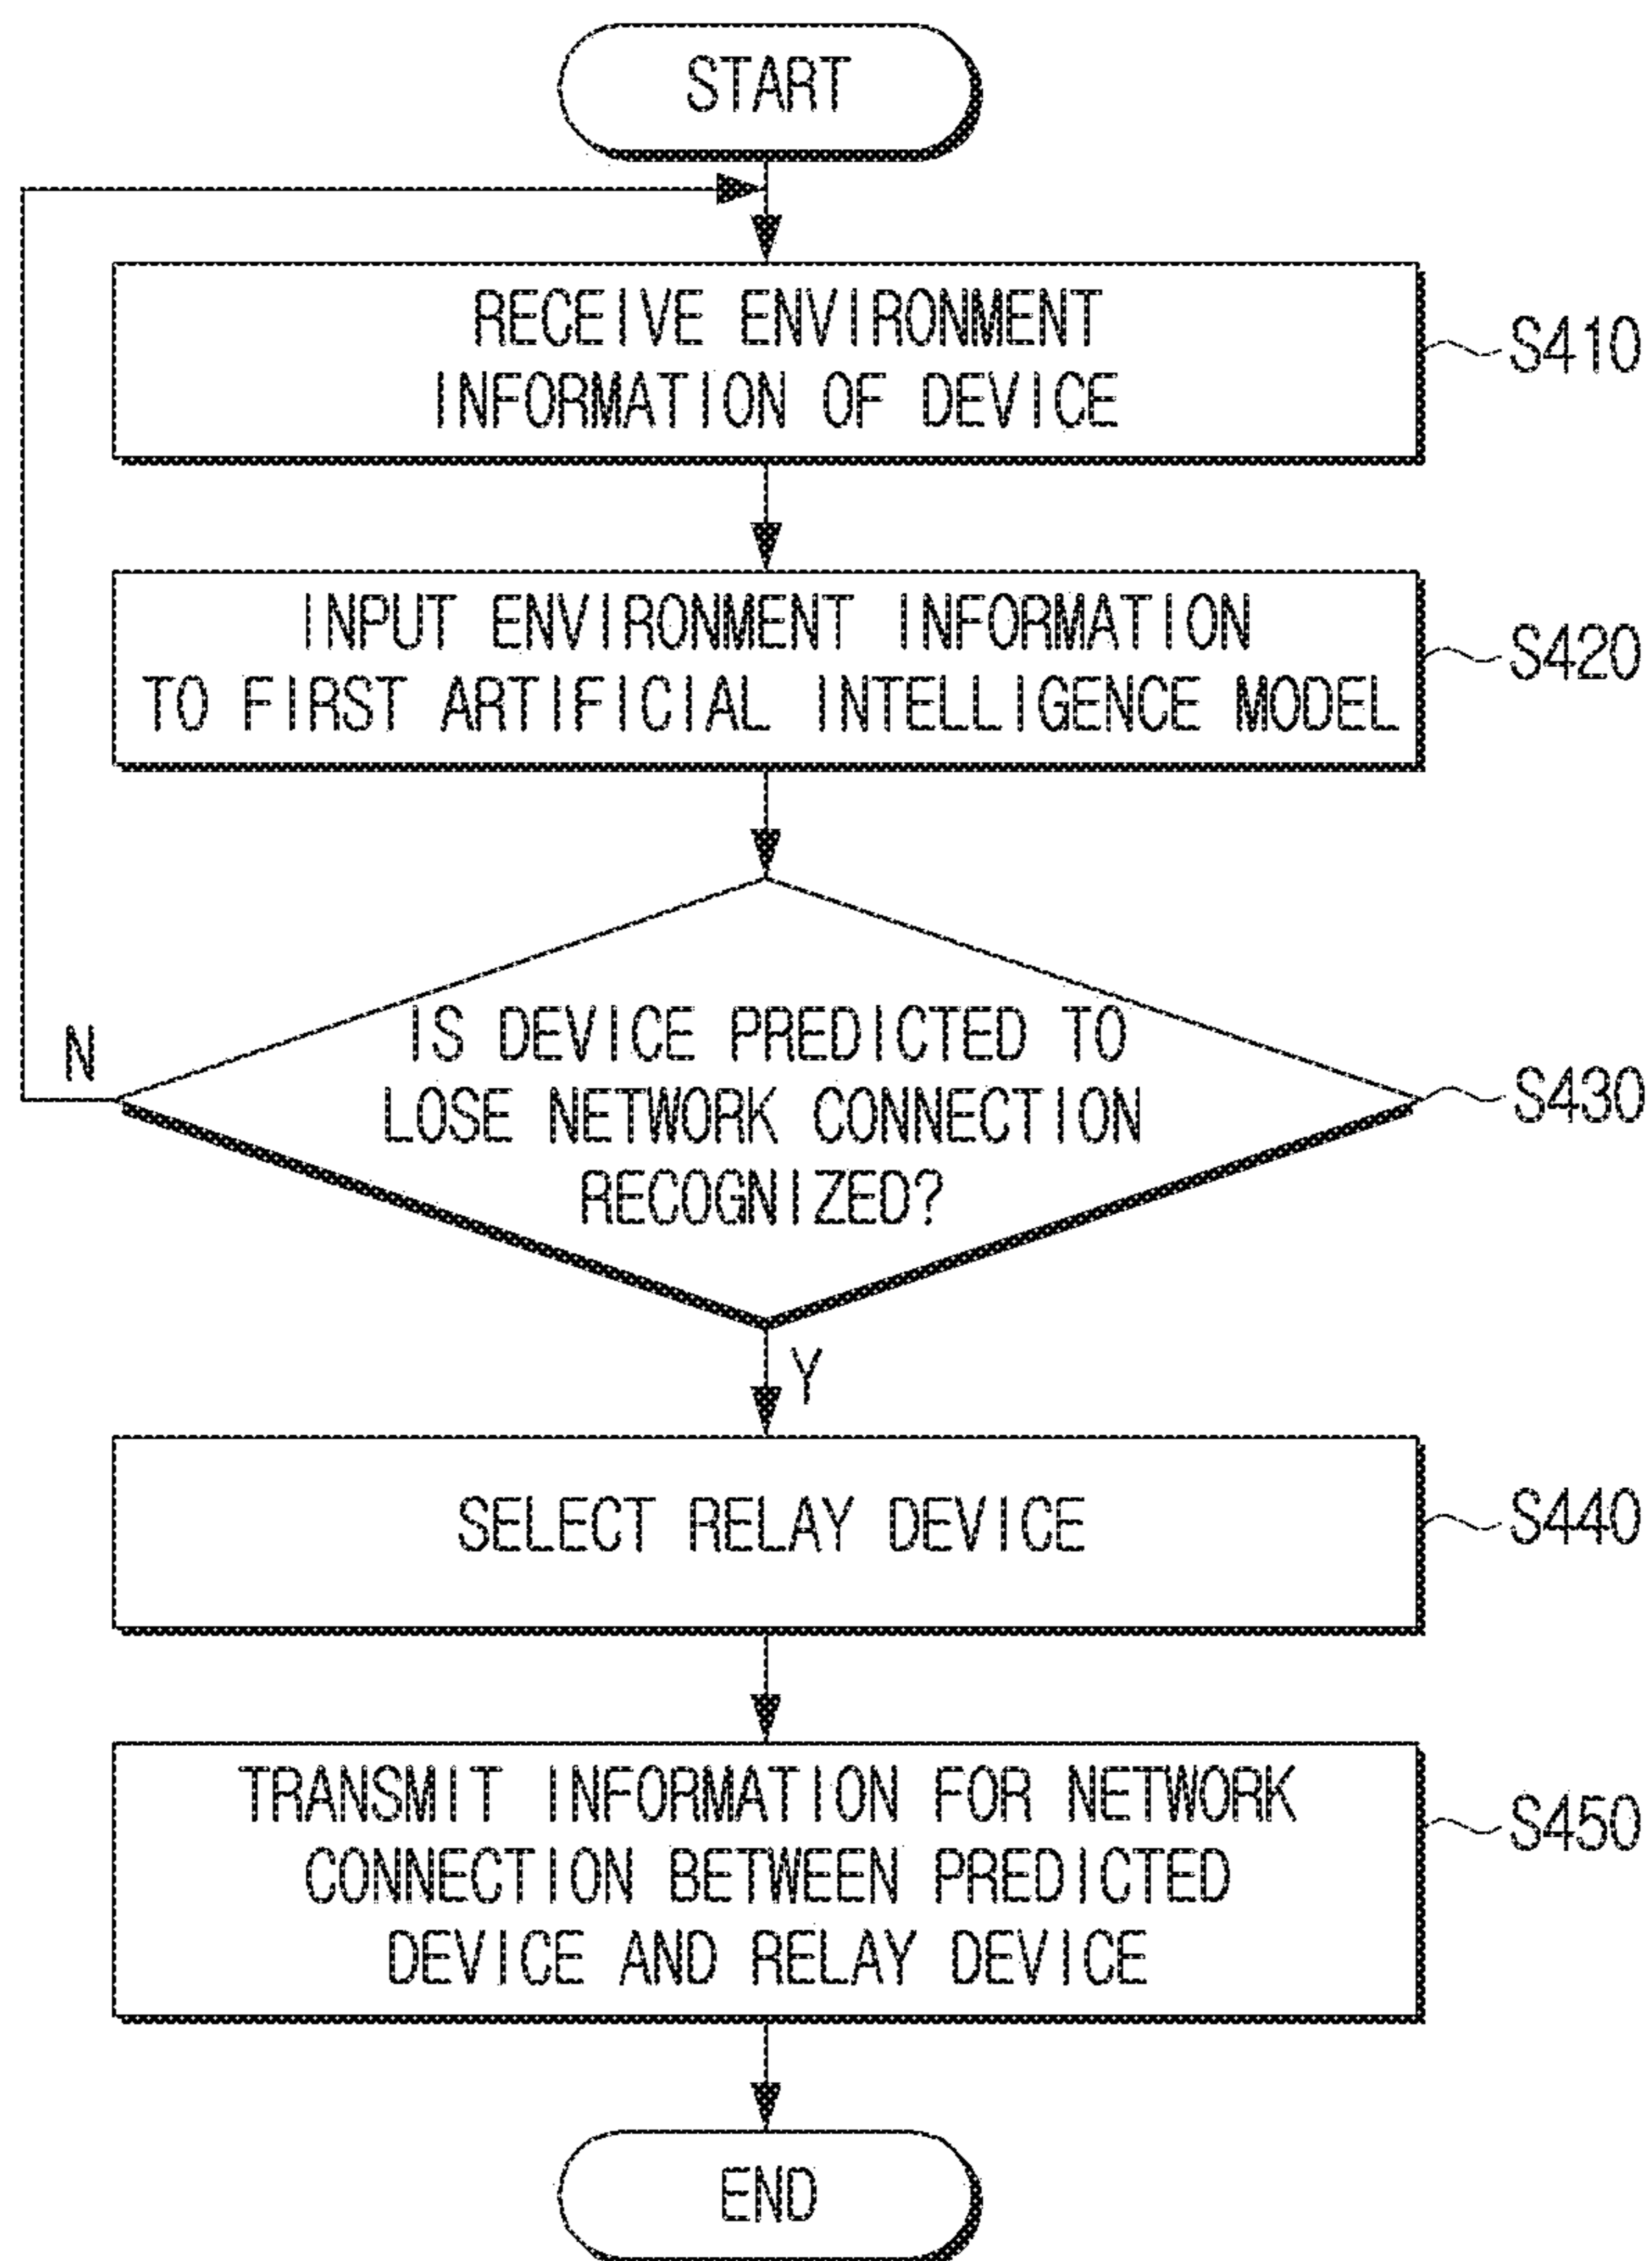 START
RECEIVE ENVIRONMENT
INFORMATION OF DEVICE
S410
INPUT ENVIRONMENT INFORMATION
TO FIRST ARTIFICIAL INTELLIGENCE MODEL
S420
IS DEVICE PREDICTED TO
LOSE NETWORK CONNECTION
RECOGNIZED?
S430
N
Y
SELECT RELAY DEVICE
S440
TRANSMIT INFORMATION FOR NETWORK
CONNECTION BETWEEN PREDICTED
DEVICE AND RELAY DEVICE
S450
END